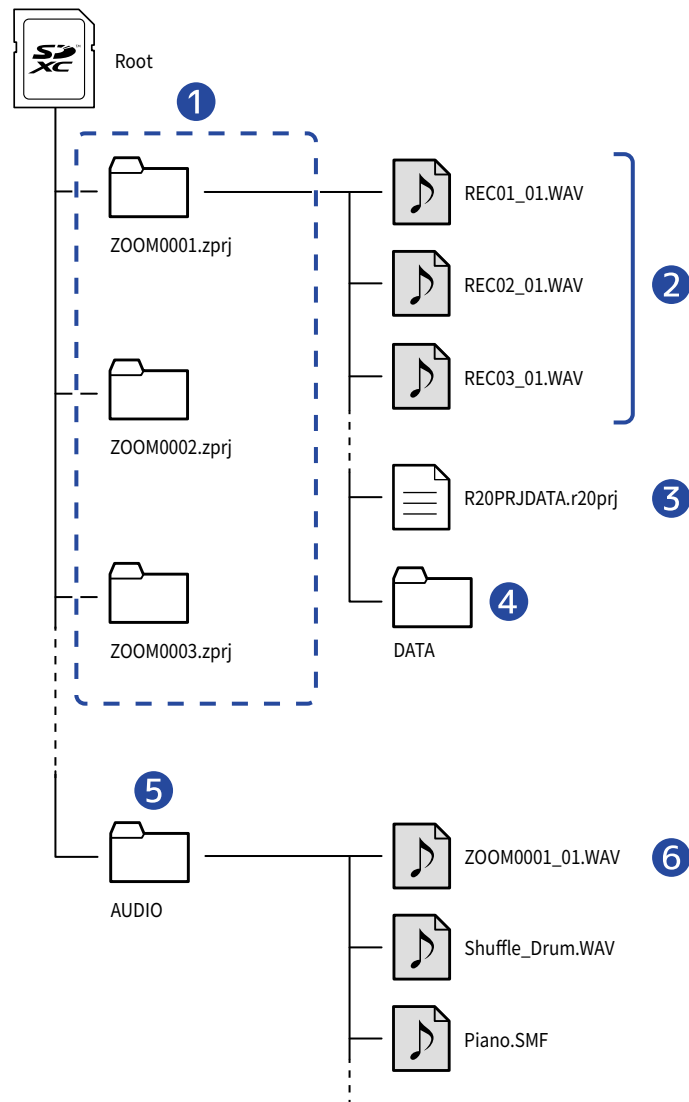 SD XC
Root
1
ZOOM0001.zprj
REC01_01.WAV
REC02_01.WAV
2
REC03_01.WAV
ZOOM0002.zprj
R20PRJDATA.r20prj
3
ZOOM0003.zprj
DATA
4
5
AUDIO
ZOOM0001_01.WAV
6
Shuffle_Drum.WAV
Piano.SMF